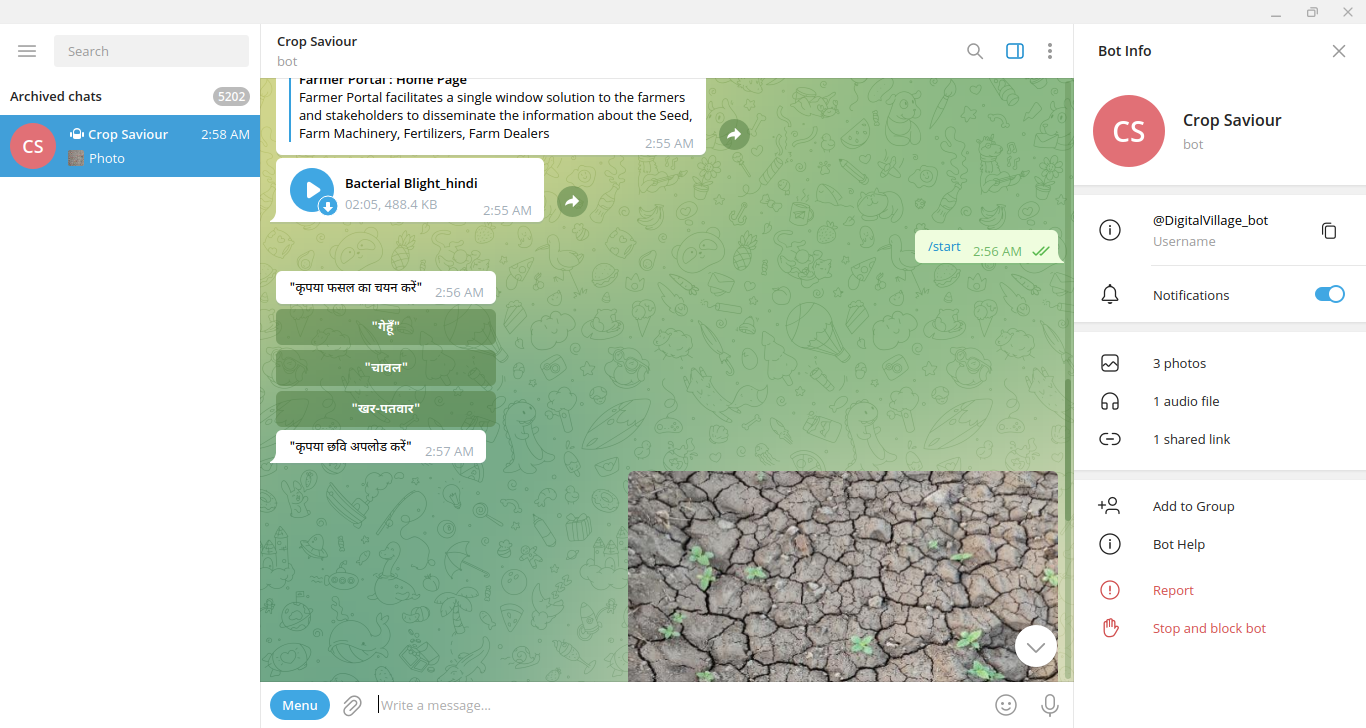 Search
Archived chats
5202
CS
Crop Saviour
2:58 AM
Photo
Crop Saviour
bot
Farmer Portal : Home Page
Farmer Portal facilitates a single window solution to the farmers
and stakeholders to disseminate the information about the Seed,
Farm Machinery, Fertilizers, Farm Dealers
2:55 AM
Bacterial Blight_hindi
02:05, 488.4 KB
2:55 AM
/start
2:56 AM
"कृपया फसल का चयन करें"
2:56 AM
"गेहूँ"
"चावल"
"खर-पतवार"
"कृपया छवि अपलोड करें"
2:57 AM
Menu
Write a message...
Bot Info
CS
Crop Saviour
bot
@DigitalVillage_bot
Username
Notifications
3 photos
1 audio file
1 shared link
Add to Group
Bot Help
Report
Stop and block bot